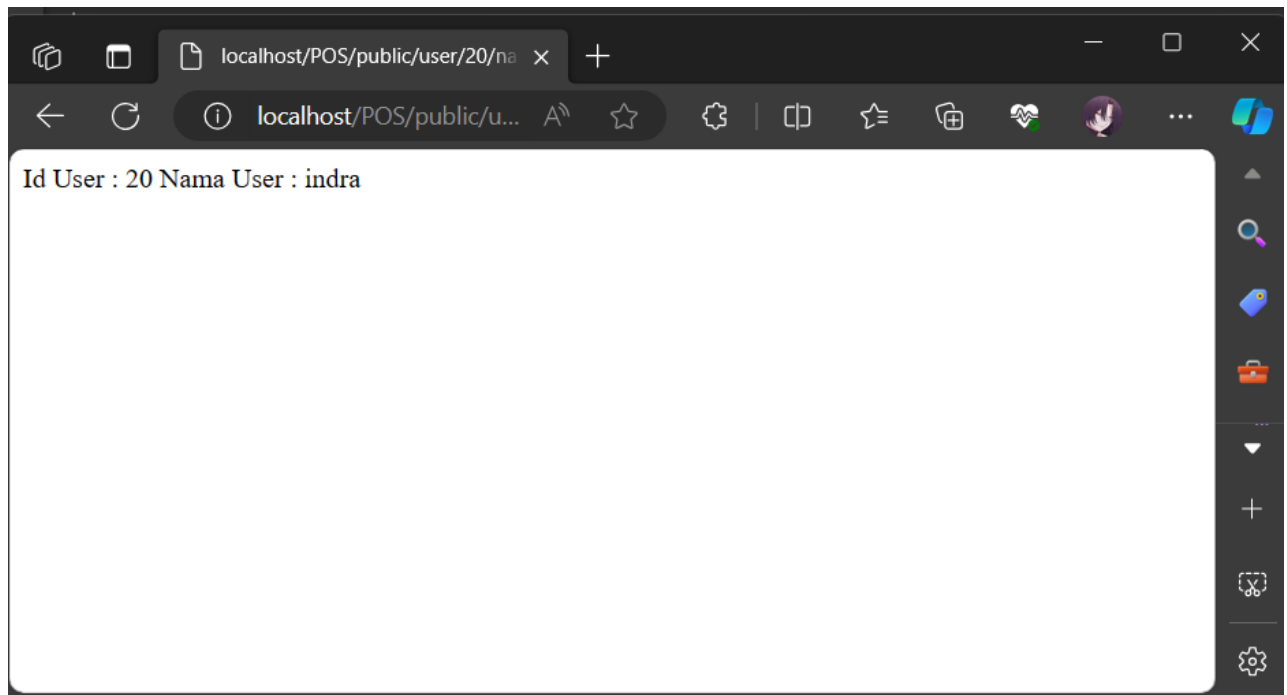 localhost/POS/public/user/20/na
localhost/POS/public/u...
Id User : 20 Nama User : indra